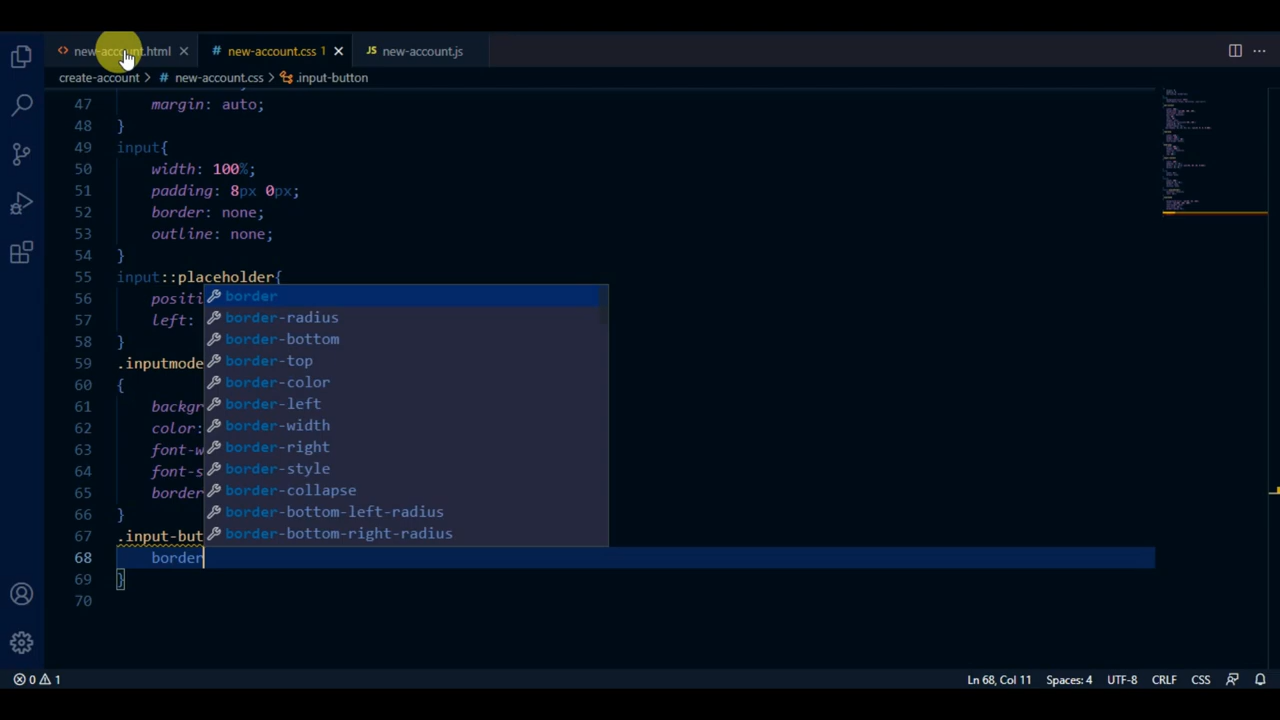 new-account.html
# new-account.css 1
JS new-account.js
create-account > # new-account.css > .input-button
47 margin: auto;
48 }
49 input{
50 width: 100%;
51 padding: 8px 0px;
52 border: none;
53 outline: none;
54 }
55 input::placeholder{
56 positi
57 left:
58 }
59 .inputmode
60 {
61 backgr
62 color:
63 font-w
64 font-s
65 border
66 }
67 .input-but
68 border
69 }
70
border
border-radius
border-bottom
border-top
border-color
border-left
border-width
border-right
border-style
border-collapse
border-bottom-left-radius
border-bottom-right-radius
0 1
Ln 68, Col 11 Spaces: 4 UTF-8 CRLF CSS